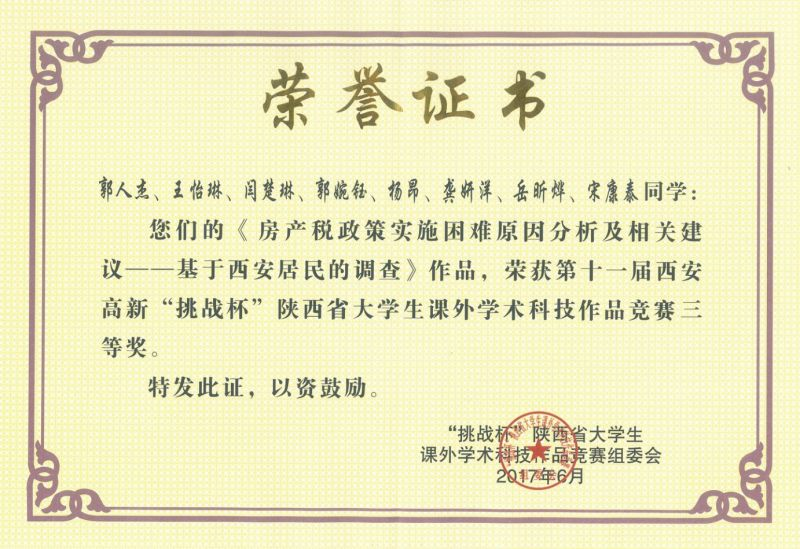 荣誉证书
郭人杰、王怡琳、闫楚琳、郭婉钰、杨昂、龚妍洋、岳昕烨、宋康泰同学：
您们的《房产税政策实施困难原因分析及相关建
议——基于西安居民的调查》作品，荣获第十一届西安
高新“挑战杯”陕西省大学生课外学术科技作品竞赛三
等奖。
特发此证，以资鼓励。
“挑战杯”陕西省大学生
课外学术科技作品竞赛组委会
2017年6月